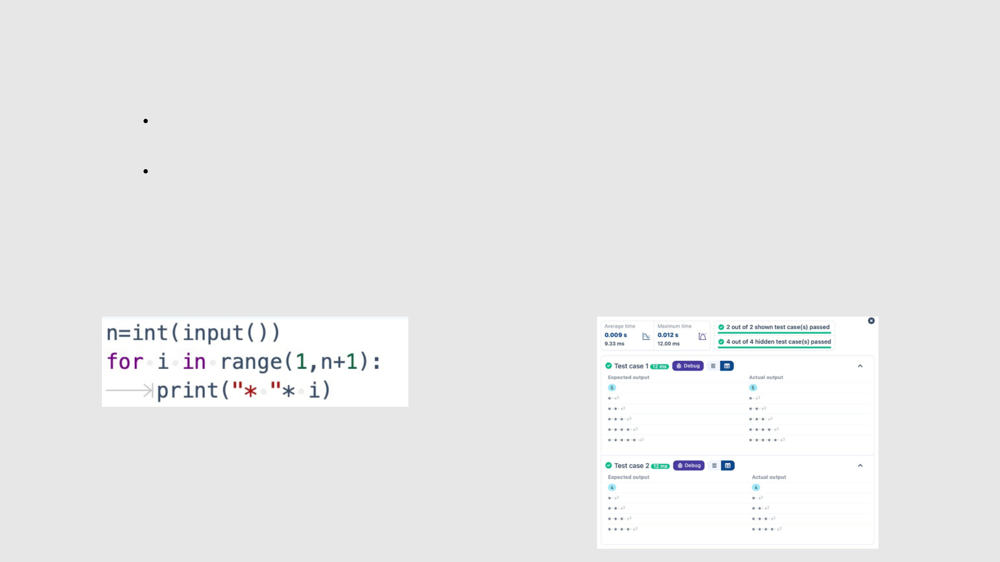 •
•
n=int(input())
for i in range(1,n+1):
print("* "* i)
Average time
0.009 s
9.33 ms
Maximum time
0.012 s
12.00 ms
2 out of 2 shown test case(s) passed
4 out of 4 hidden test case(s) passed
Test case 1 12 ms Debug
Expected output Actual output
5 5
* *
* * * *
* * * * * *
* * * * * * * *
* * * * * * * * * *
Test case 2 12 ms Debug
Expected output Actual output
4 4
* *
* * * *
* * * * * *
* * * * * * * *